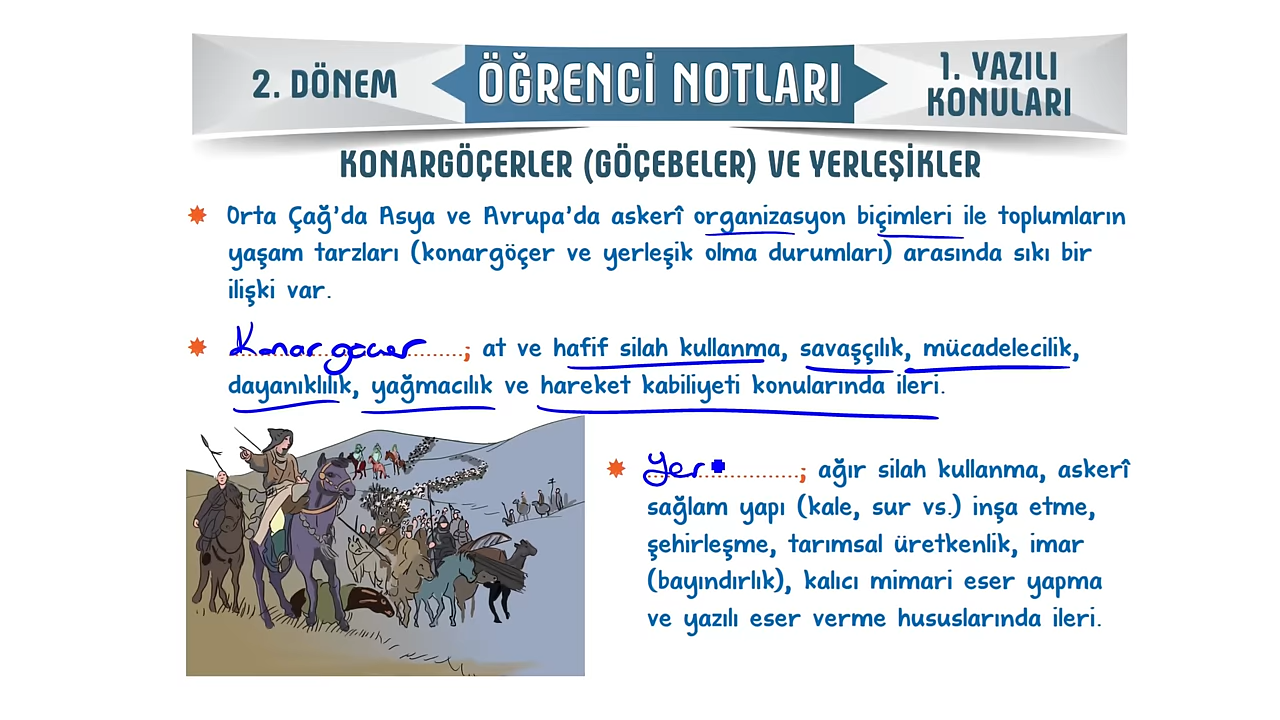 2. DÖNEM
ÖĞRENCİ NOTLARI
1. YAZILI
KONULARI
KONARGÖÇERLER (GÖÇEBELER) VE YERLEŞİKLER
Orta Çağ'da Asya ve Avrupa'da askerî organizasyon biçimleri ile toplumların
yaşam tarzları (konargöçer ve yerleşik olma durumları) arasında sıkı bir
ilişki var.
Konargöçer..........; at ve hafif silah kullanma, savaşçılık, mücadelecilik,
dayanıklılık, yağmacılık ve hareket kabiliyeti konularında ileri.
Yer..............; ağır silah kullanma, askerî
sağlam yapı (kale, sur vs.) inşa etme,
şehirleşme, tarımsal üretkenlik, imar
(bayındırlık), kalıcı mimari eser yapma
ve yazılı eser verme hususlarında ileri.